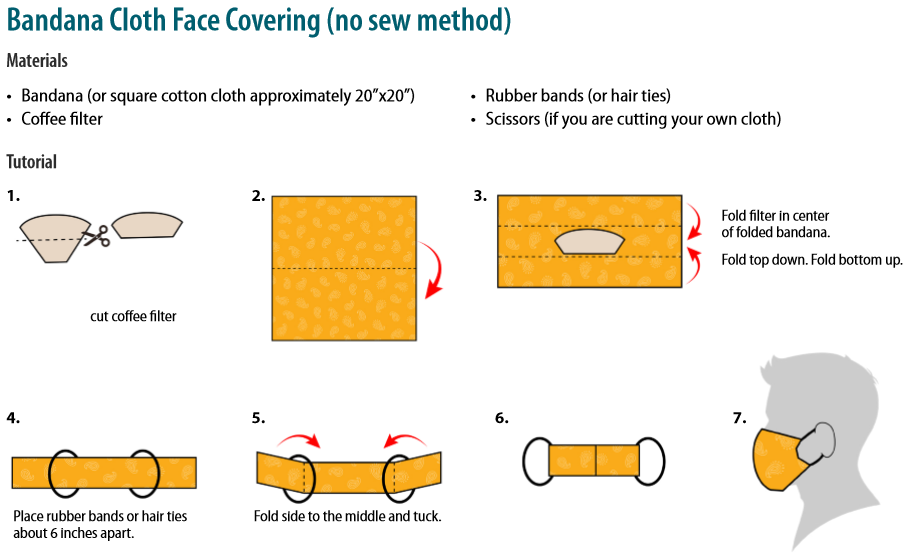 Bandana Cloth Face Covering (no sew method)
Materials
• Bandana (or square cotton cloth approximately 20”x20”)
• Coffee filter
• Rubber bands (or hair ties)
• Scissors (if you are cutting your own cloth)
Tutorial
1.
cut coffee filter
2.
3.
Fold filter in center
of folded bandana.
Fold top down. Fold bottom up.
4.
Place rubber bands or hair ties
about 6 inches apart.
5.
Fold side to the middle and tuck.
6.
7.